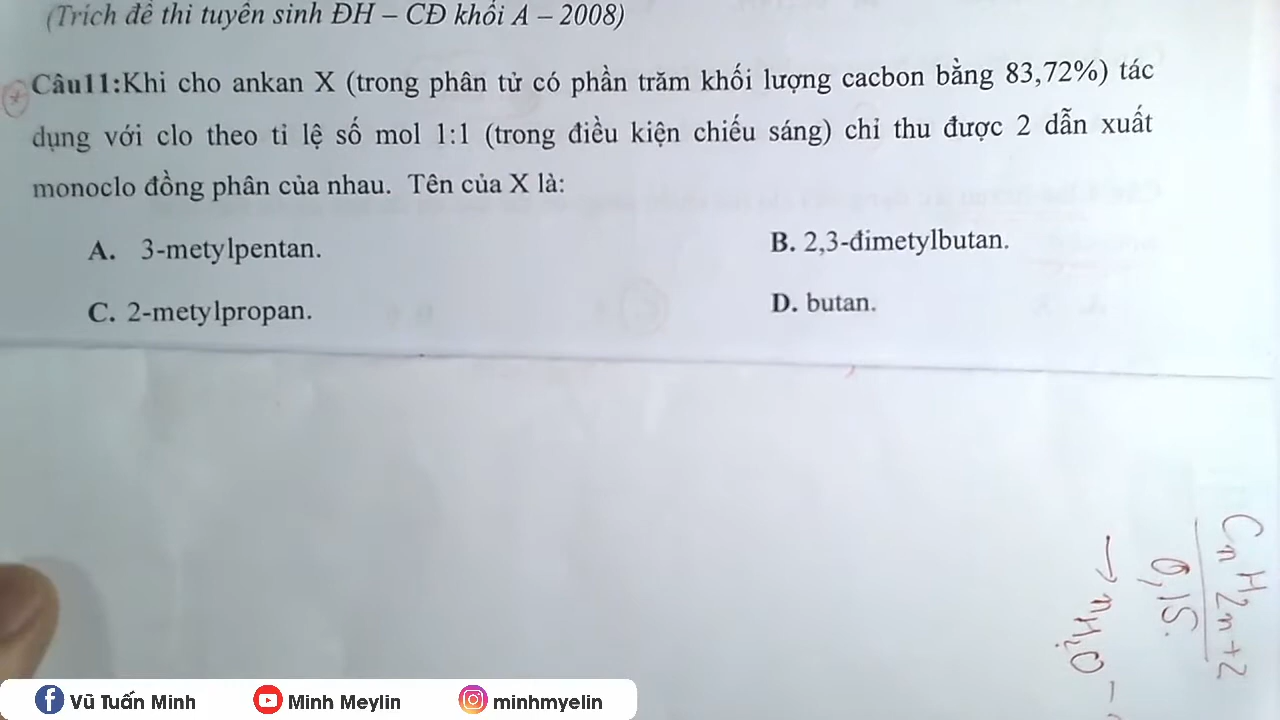 (Trích đề thi tuyển sinh ĐH – CĐ khối A – 2008)
Câu11:Khi cho ankan X (trong phân tử có phần trăm khối lượng cacbon bằng 83,72%) tác
dụng với clo theo tỉ lệ số mol 1:1 (trong điều kiện chiếu sáng) chỉ thu được 2 dẫn xuất
monoclo đồng phân của nhau. Tên của X là:
A. 3-metylpentan.
B. 2,3-đimetylbutan.
C. 2-metylpropan.
D. butan.
CnH2n+2
0,15.
→ nH2O -
Vũ Tuấn Minh
Minh Meylin
minhmyelin